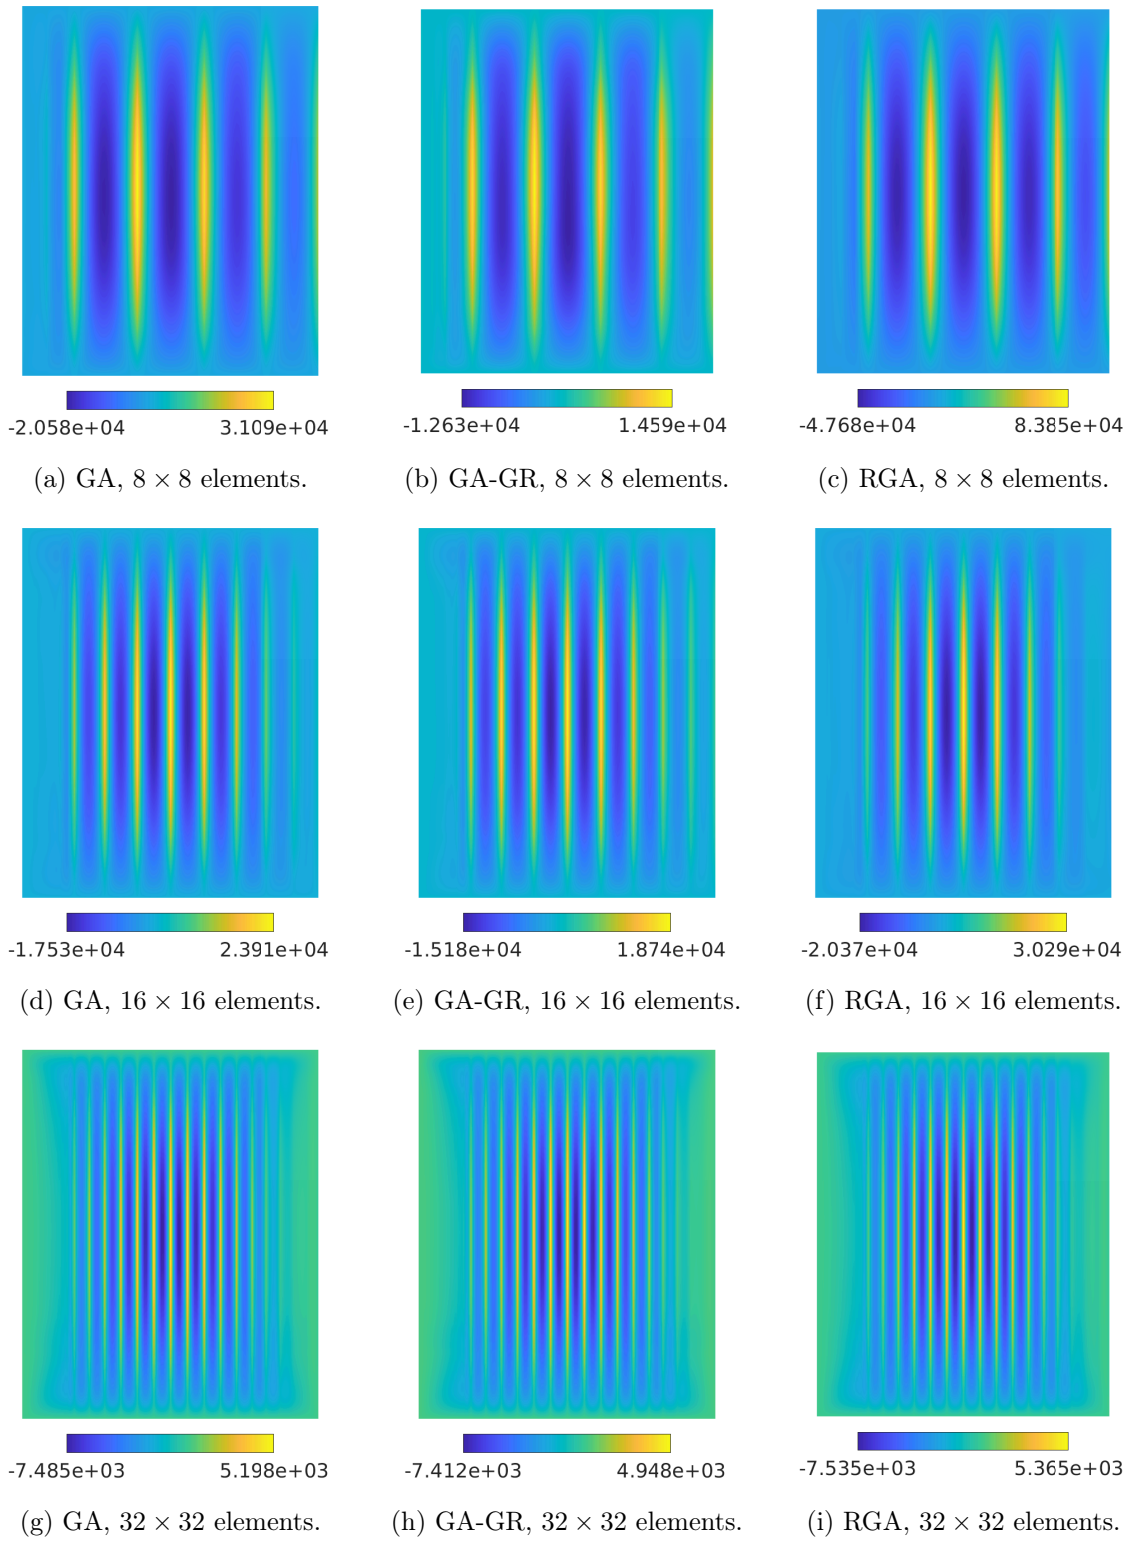 -2.058e+04 3.109e+04 -1.263e+04 1.459e+04 -4.768e+04 8.385e+04
(a) GA, 8 × 8 elements. (b) GA-GR, 8 × 8 elements. (c) RGA, 8 × 8 elements.
-1.753e+04 2.391e+04 -1.518e+04 1.874e+04 -2.037e+04 3.029e+04
(d) GA, 16 × 16 elements. (e) GA-GR, 16 × 16 elements. (f) RGA, 16 × 16 elements.
-7.485e+03 5.198e+03 -7.412e+03 4.948e+03 -7.535e+03 5.365e+03
(g) GA, 32 × 32 elements. (h) GA-GR, 32 × 32 elements. (i) RGA, 32 × 32 elements.